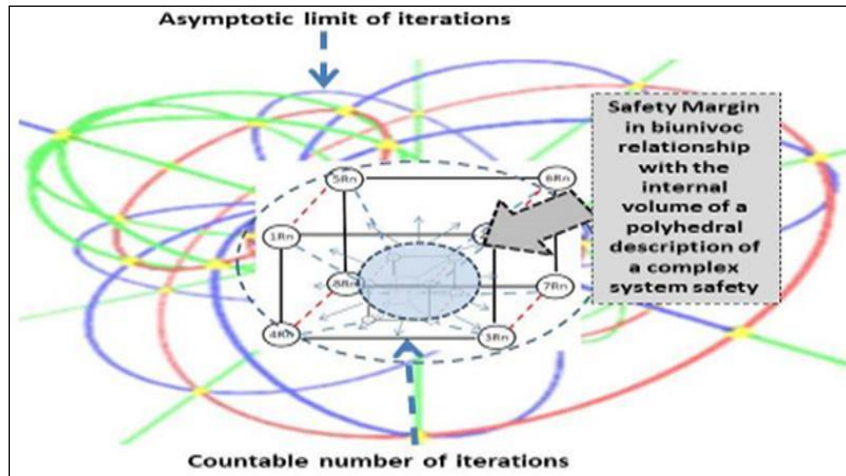 Asymptotic limit of iterations
Safety Margin
in biunivoc
relationship
with the
internal
volume of a
polyhedral
description of
a complex
system safety
5Rn
6Rn
1Rn
8Rn
7Rn
4Rn
3Rn
Countable number of iterations